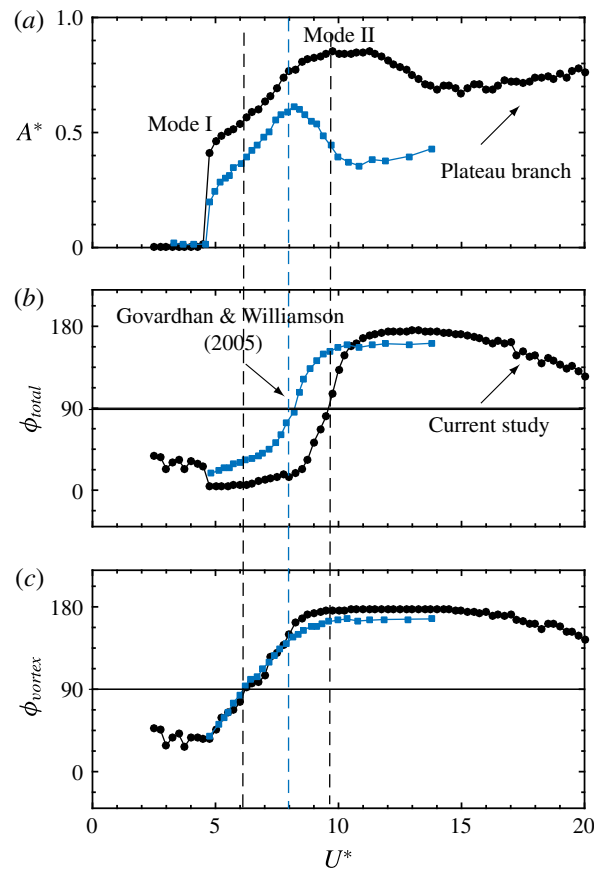 (a)
1.0
Mode II
Mode I
A*
0.5
Plateau branch
0
(b)
180
Govardhan & Williamson
(2005)
ϕtotal
90
Current study
0
(c)
180
ϕvortex
90
0
0 5 10 15 20
U*